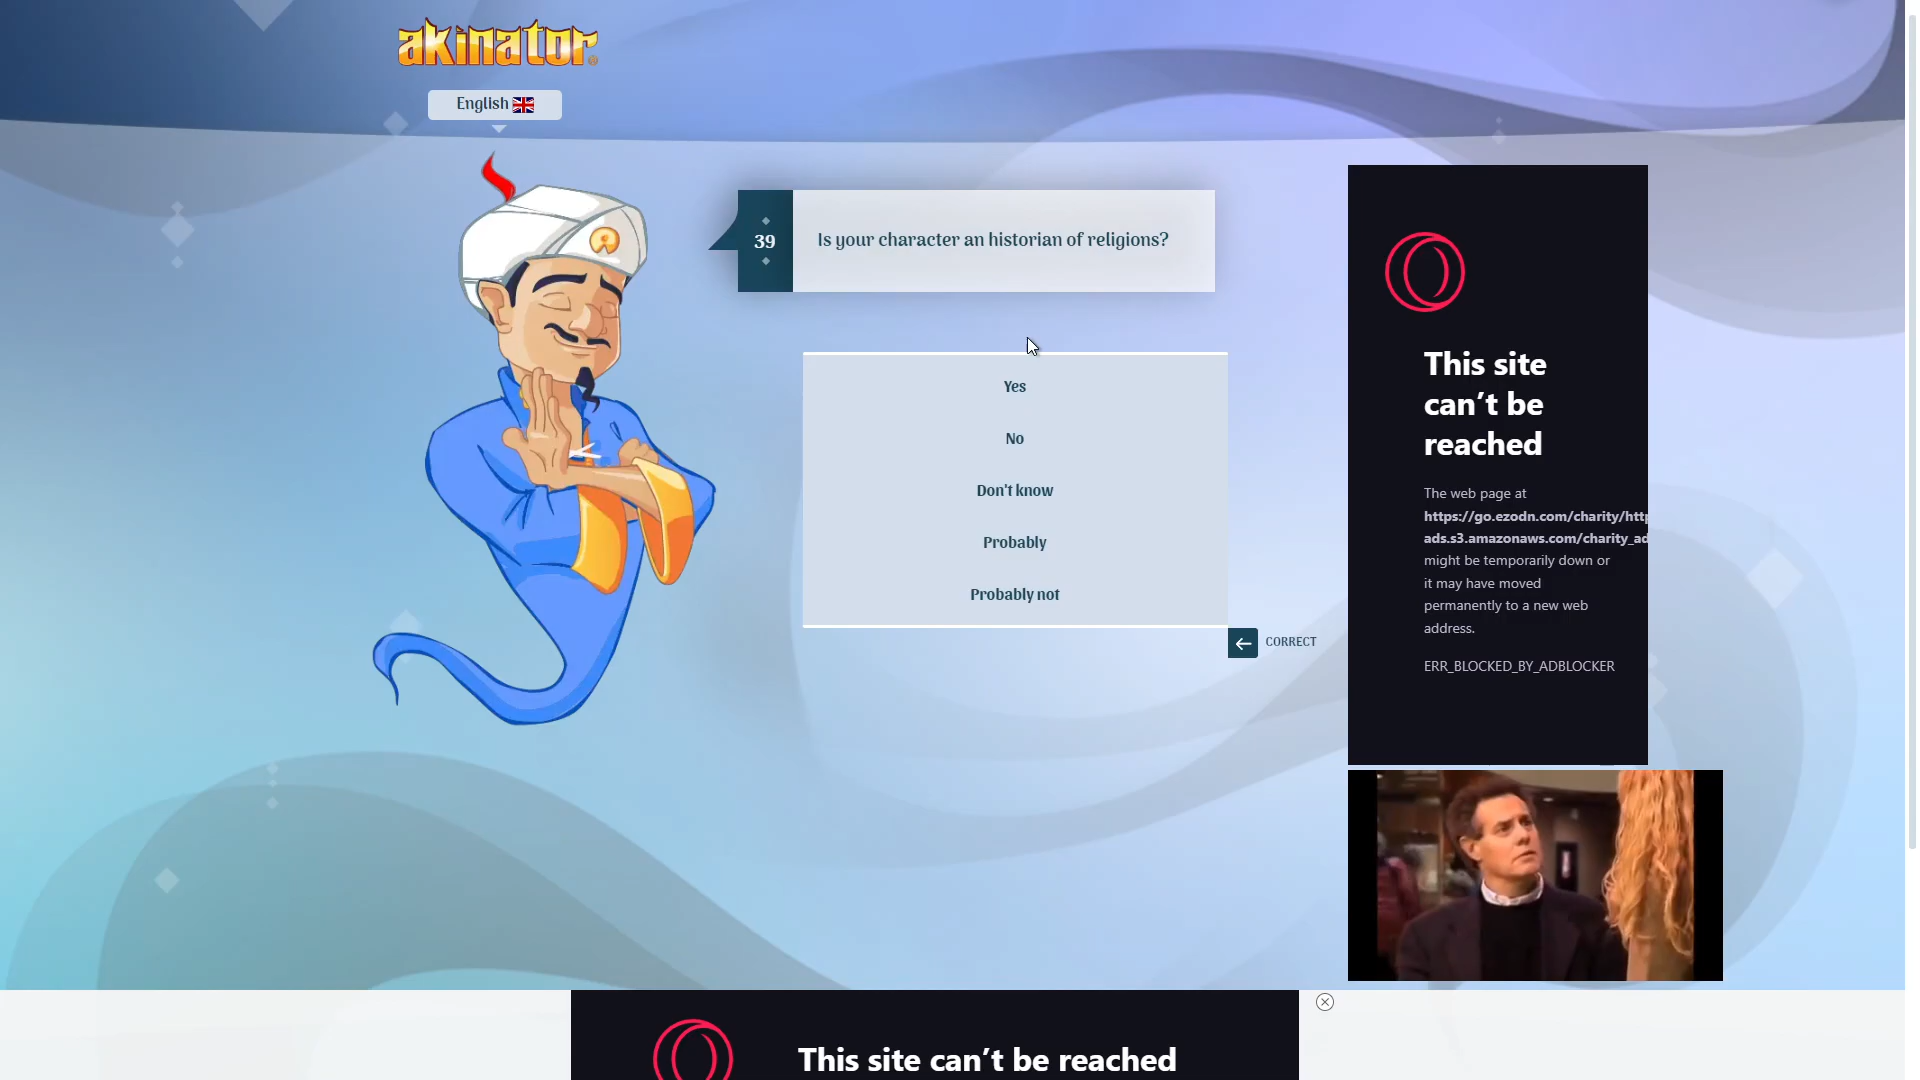 akinator
English
39
Is your character an historian of religions?
Yes
No
Don't know
Probably
Probably not
CORRECT
This site
can't be
reached
The web page at
https://go.ezodn.com/charity/http
ads.s3.amazonaws.com/charity_ad
might be temporarily down or
it may have moved
permanently to a new web
address.
ERR_BLOCKED_BY_ADBLOCKER
This site can't be reached